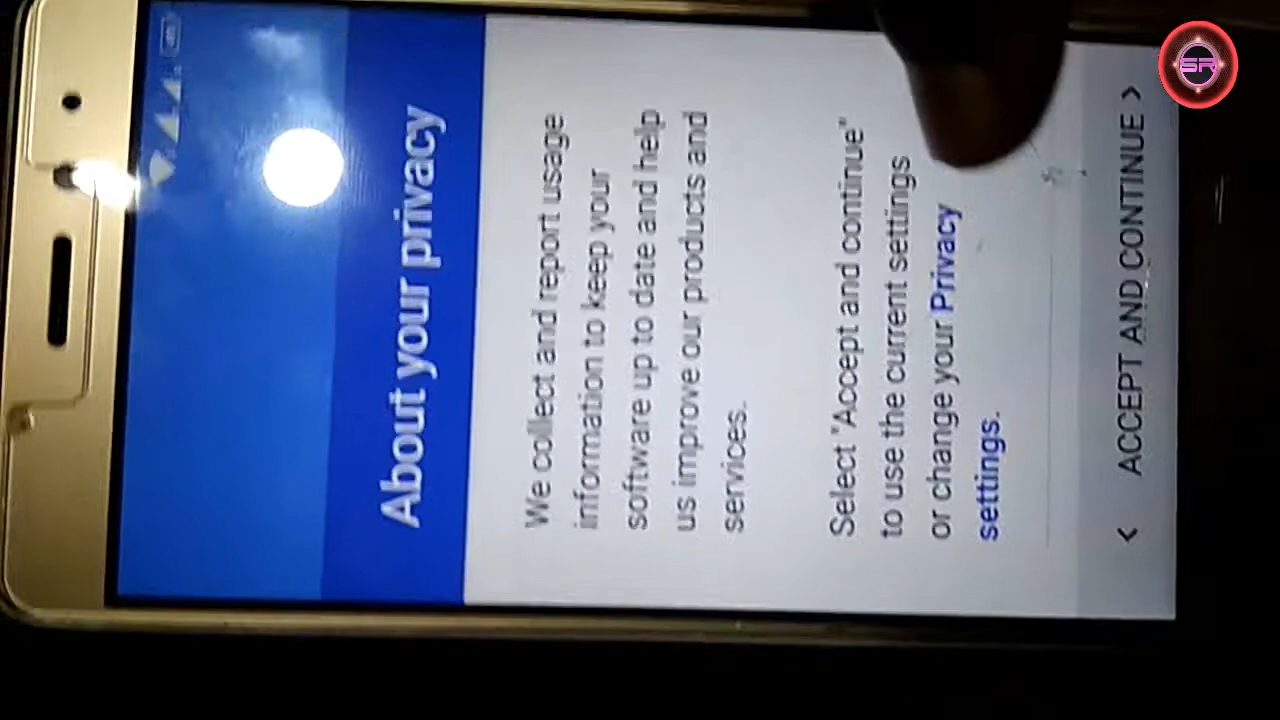 About your privacy
We collect and report usage
information to keep your
software up to date and help
us improve our products and
services.
Select "Accept and continue"
to use the current settings
or change your Privacy
settings.
< ACCEPT AND CONTINUE >
SR